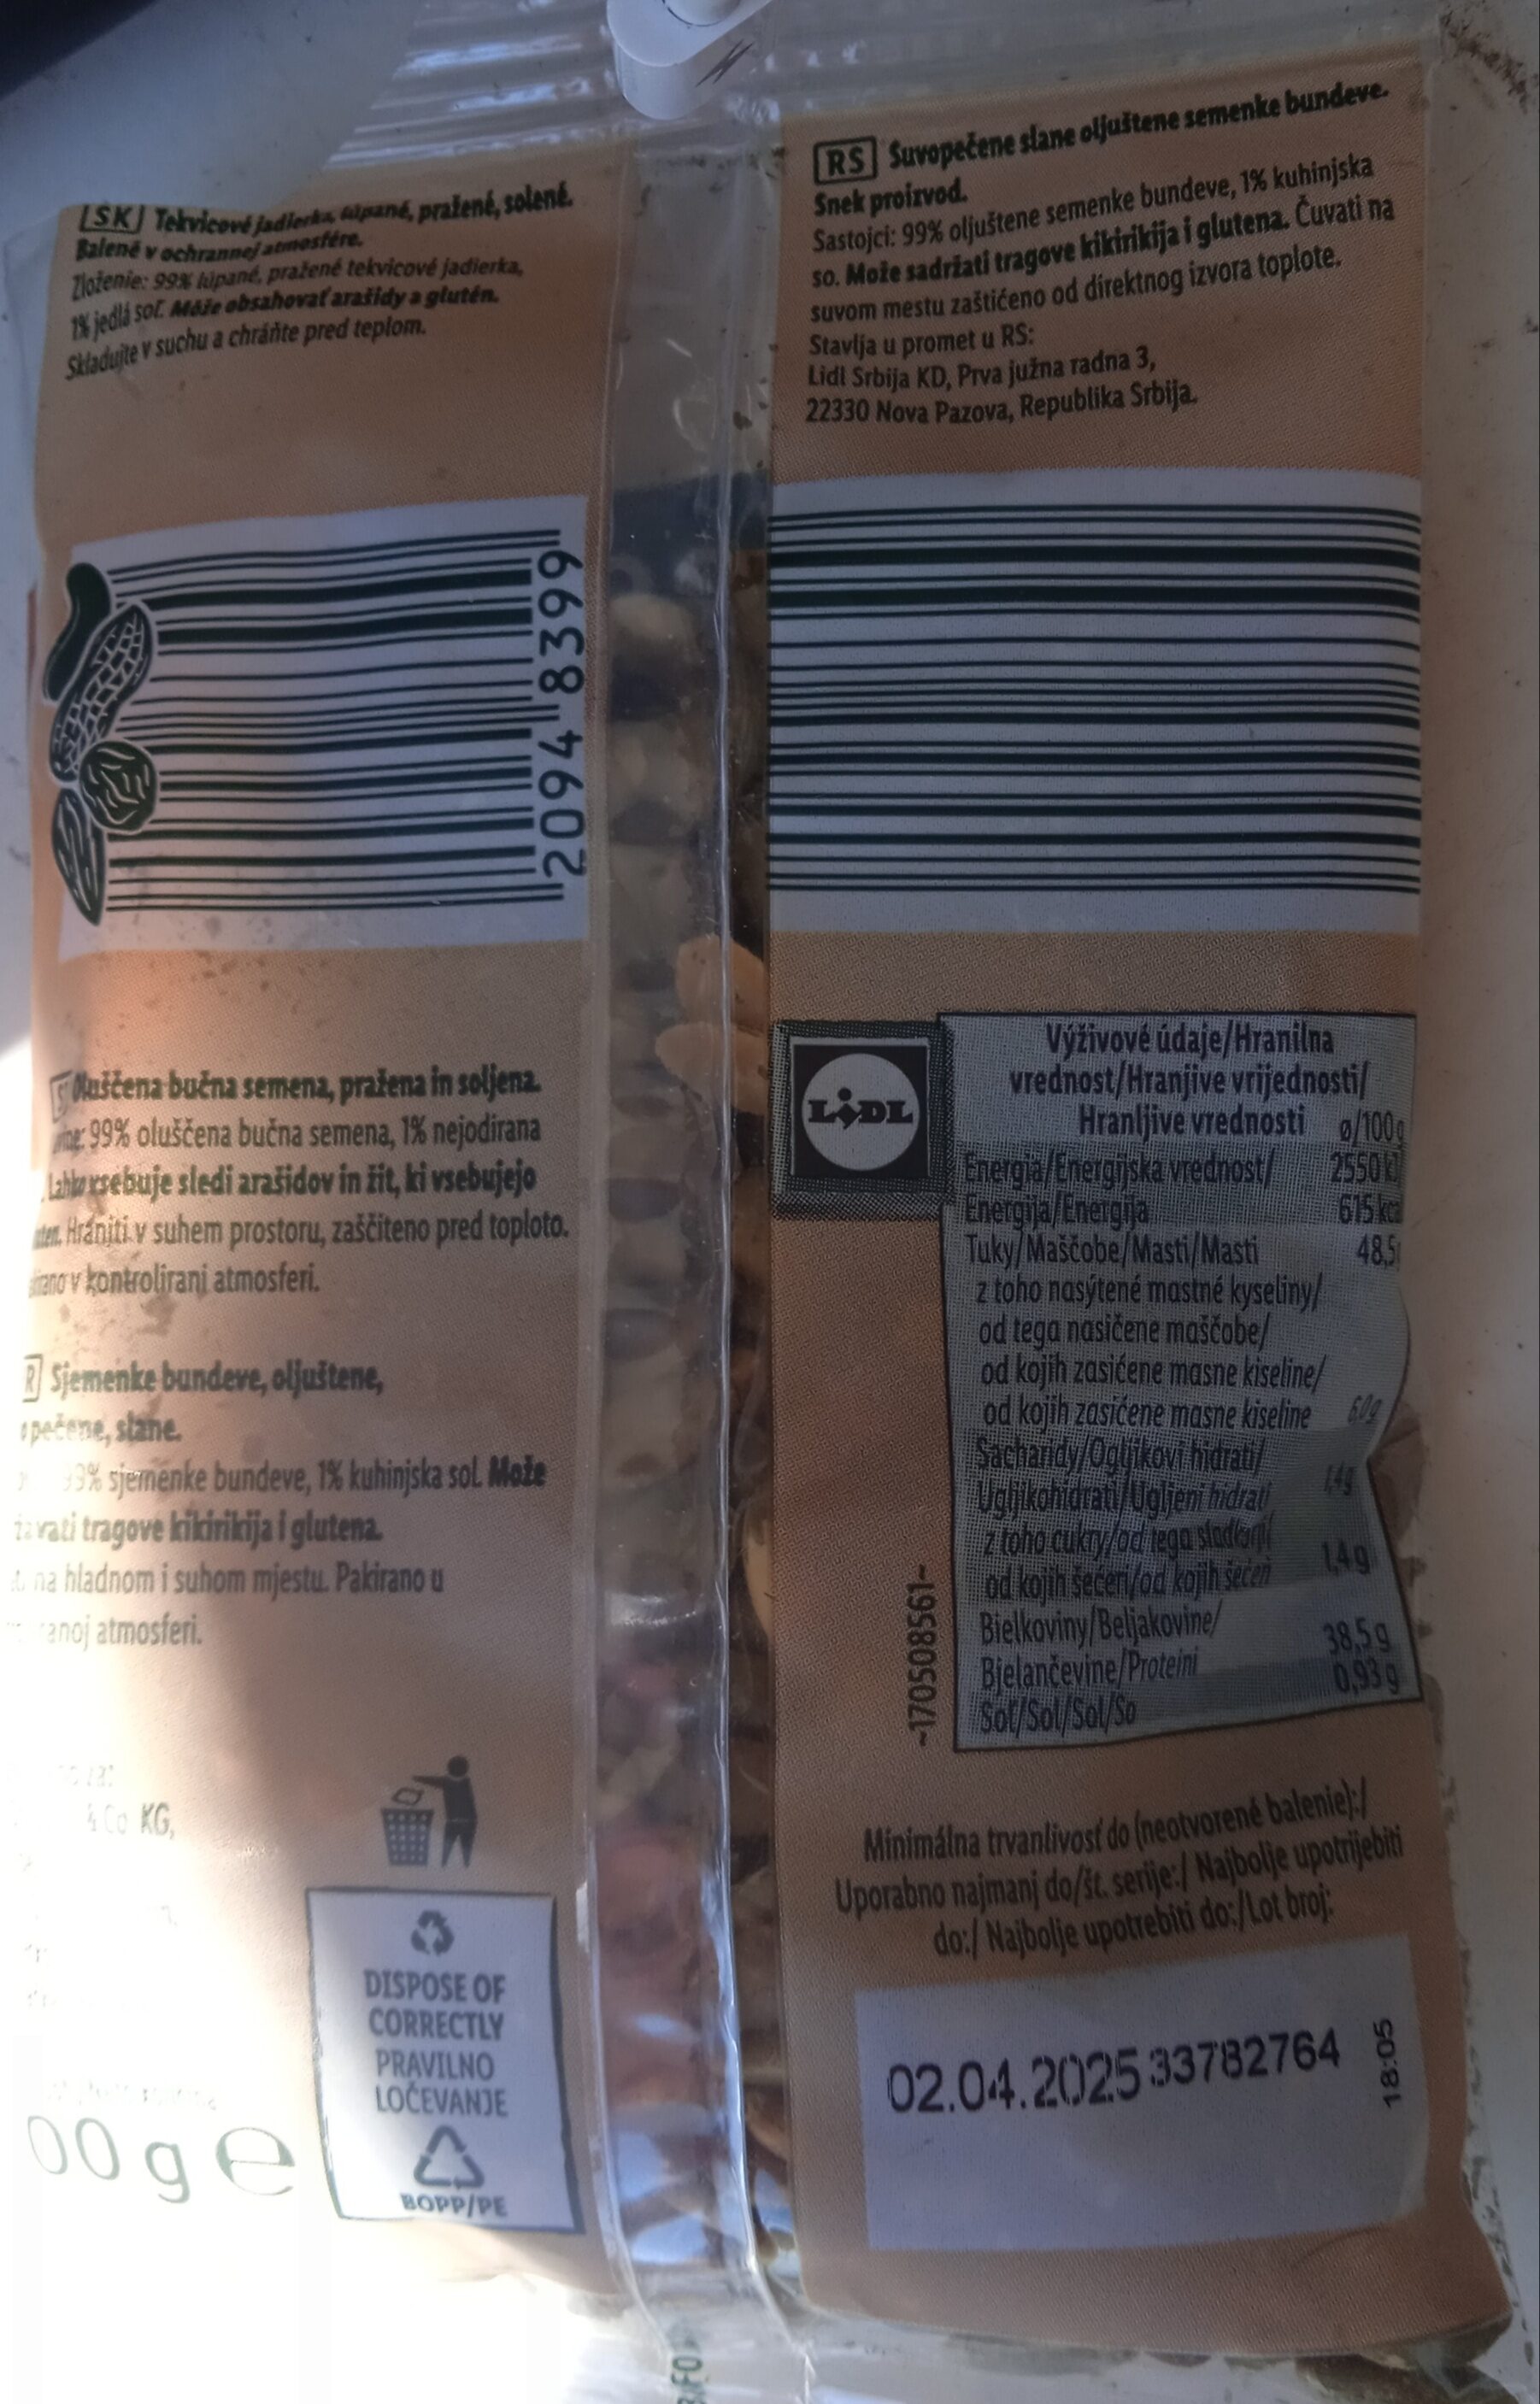 SK Tekvicové jadierka, lúpané, pražené, solené.
Balené v ochrannej atmosfére.
Zloženie: 99% lúpané, pražené tekvicové jadierka,
1% jedlá soľ. Môže obsahovať arašidy a glutén.
Skladujte v suchu a chráňte pred teplom.
2094 8399
Oluščena bučna semena, pražena in soljena.
99% oluščena bučna semena, 1% nejodirana
Lahko vsebuje sledi arašidov in žit, ki vsebujejo
Hraniti v suhem prostoru, zaščiteno pred toploto.
v kontrolirani atmosferi.
R Sjemenke bundeve, oljuštene,
pečene, slane.
99% sjemenke bundeve, 1% kuhinjska sol. Može
tragove kikirikija i glutena.
na hladnom i suhom mjestu. Pakirano u
atmosferi.
& Co KG,
00 g e
DISPOSE OF
CORRECTLY
PRAVILNO
LOČEVANJE
BOPP/PE
RS Suvopečene slane oljuštene semenke bundeve.
Snek proizvod.
Sastojci: 99% oljuštene semenke bundeve, 1% kuhinjska
so. Može sadržati tragove kikirikija i glutena. Čuvati na
suvom mestu zaštićeno od direktnog izvora toplote.
Stavlja u promet u RS:
Lidl Srbija KD, Prva južna radna 3,
22330 Nova Pazova, Republika Srbija.
LIDL
Výživové údaje/Hranilna
vrednost/Hranjive vrijednosti/
Hranljive vrednosti ø/100g
Energia/Energijska vrednost/ 2550 kJ
Energija/Energija 615 kcal
Tuky/Maščobe/Masti/Masti 48,5
z toho nasýtené mastné kyseliny/
od tega nasičene maščobe/
od kojih zasićene masne kiseline/
od kojih zasićene masne kiseline 6,0g
Sacharidy/Ogljikovi hidrati/
Ugljikohidrati/Ugljeni hidrati 1,4g
z toho cukry/od tega sladkorji/
od kojih šećeri/od kojih šećeri 1,4 g
Bielkoviny/Beljakovine/
Bjelančevine/Proteini 38,5 g
Soľ/Sol/Sol/So 0,93 g
-170508561-
Minimálna trvanlivosť do (neotvorené balenie):/
Uporabno najmanj do/št. serije:/ Najbolje upotrijebiti
do:/ Najbolje upotrebiti do:/Lot broj:
02.04.2025 33782764
18:05